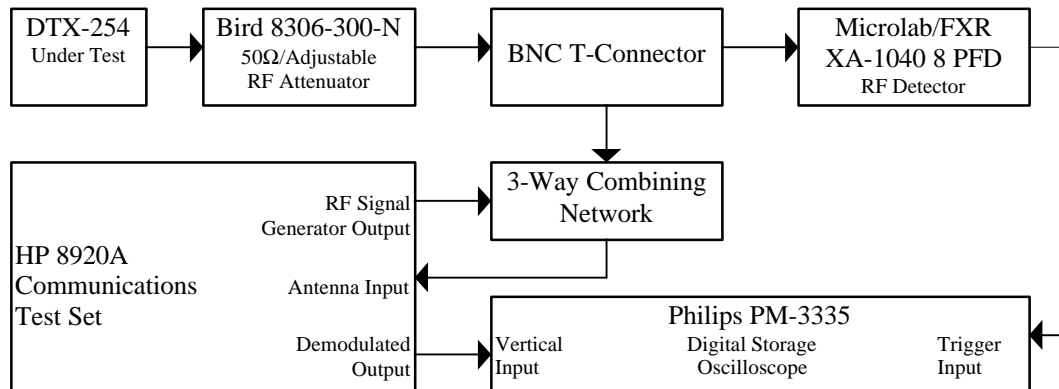 DTX-254
Under Test
Bird 8306-300-N
50Ω/Adjustable
RF Attenuator
BNC T-Connector
Microlab/FXR
XA-1040 8 PFD
RF Detector
3-Way Combining
Network
HP 8920A
Communications
Test Set
RF Signal
Generator Output
Antenna Input
Demodulated
Output
Philips PM-3335
Digital Storage
Oscilloscope
Vertical
Input
Trigger
Input